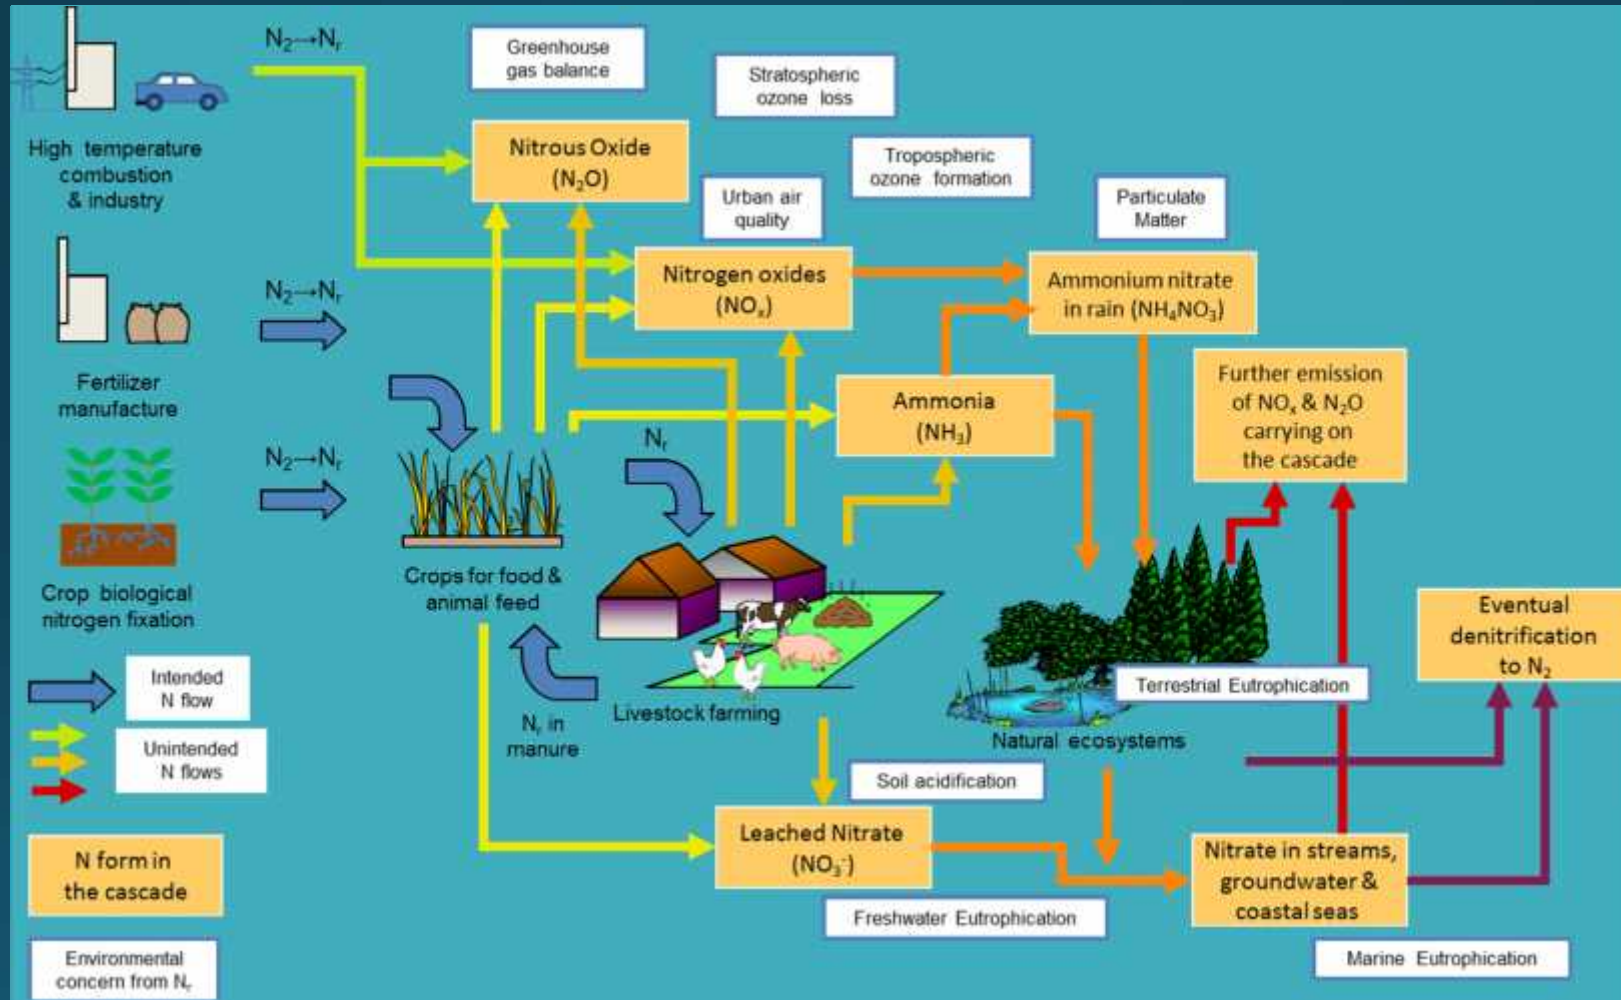 N₂→Nᵣ
High temperature
combustion
& industry
N₂→Nᵣ
Fertilizer
manufacture
N₂→Nᵣ
Crop biological
nitrogen fixation
Intended
N flow
Unintended
N flows
N form in
the cascade
Environmental
concern from Nᵣ
Greenhouse
gas balance
Stratospheric
ozone loss
Nitrous Oxide
(N₂O)
Tropospheric
ozone formation
Urban air
quality
Particulate
Matter
Nitrogen oxides
(NOₓ)
Ammonium nitrate
in rain (NH₄NO₃)
Ammonia
(NH₃)
Further emission
of NOₓ & N₂O
carrying on
the cascade
Nᵣ
Crops for food &
animal feed
Nᵣ in
manure
Livestock farming
Eventual
denitrification
to N₂
Terrestrial Eutrophication
Natural ecosystems
Soil acidification
Leached Nitrate
(NO₃⁻)
Nitrate in streams,
groundwater &
coastal seas
Freshwater Eutrophication
Marine Eutrophication